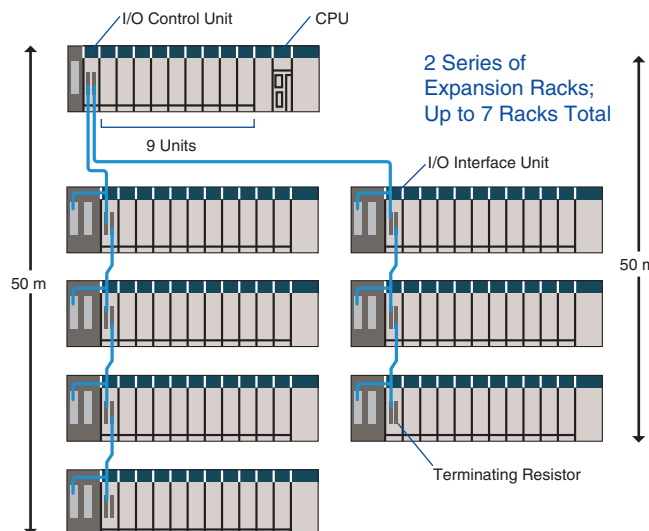 I/O Control Unit
CPU
2 Series of
Expansion Racks;
Up to 7 Racks Total
9 Units
I/O Interface Unit
50 m
50 m
Terminating Resistor